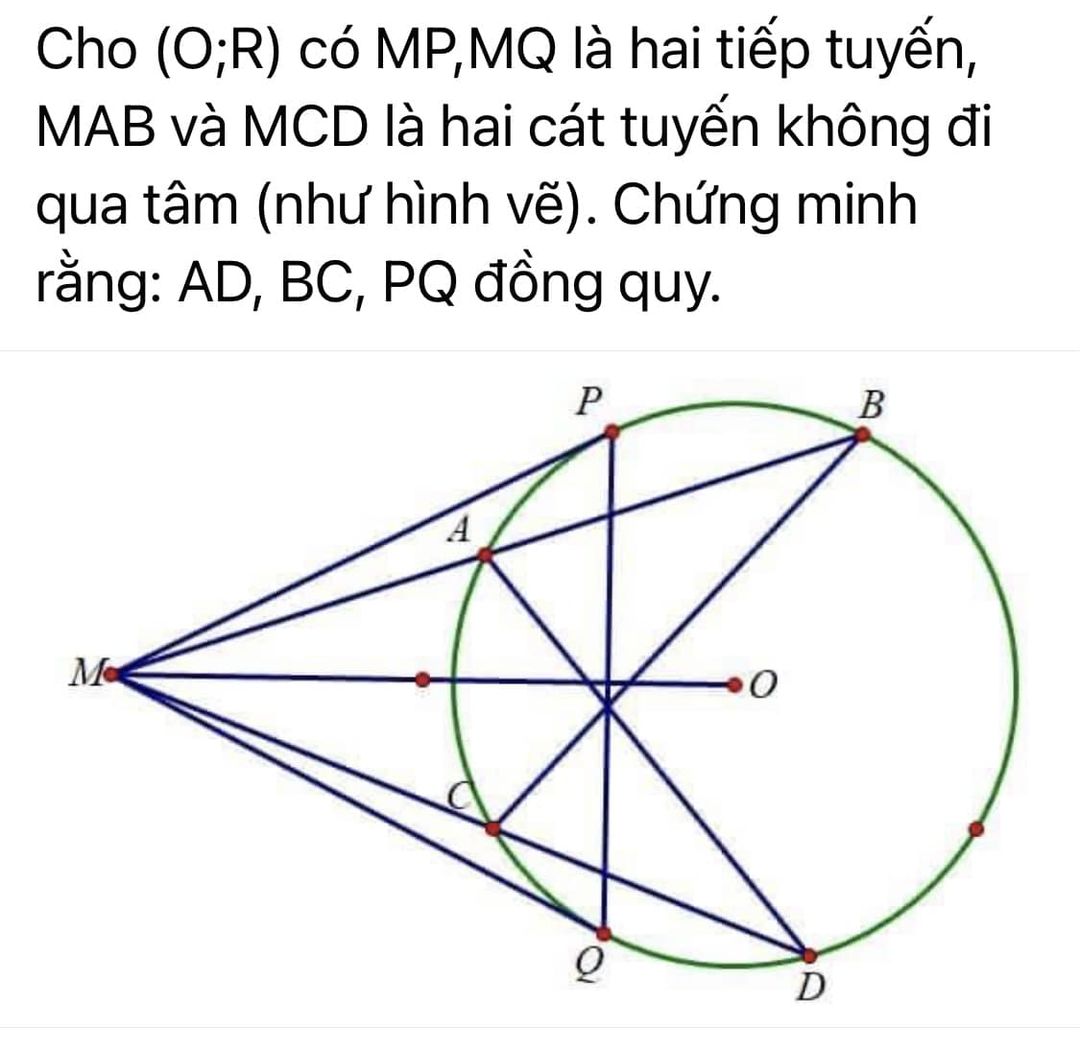 Cho (O;R) có MP,MQ là hai tiếp tuyến,
MAB và MCD là hai cát tuyến không đi
qua tâm (như hình vẽ). Chứng minh
rằng: AD, BC, PQ đồng quy.
P
B
A
M
O
C
Q
D